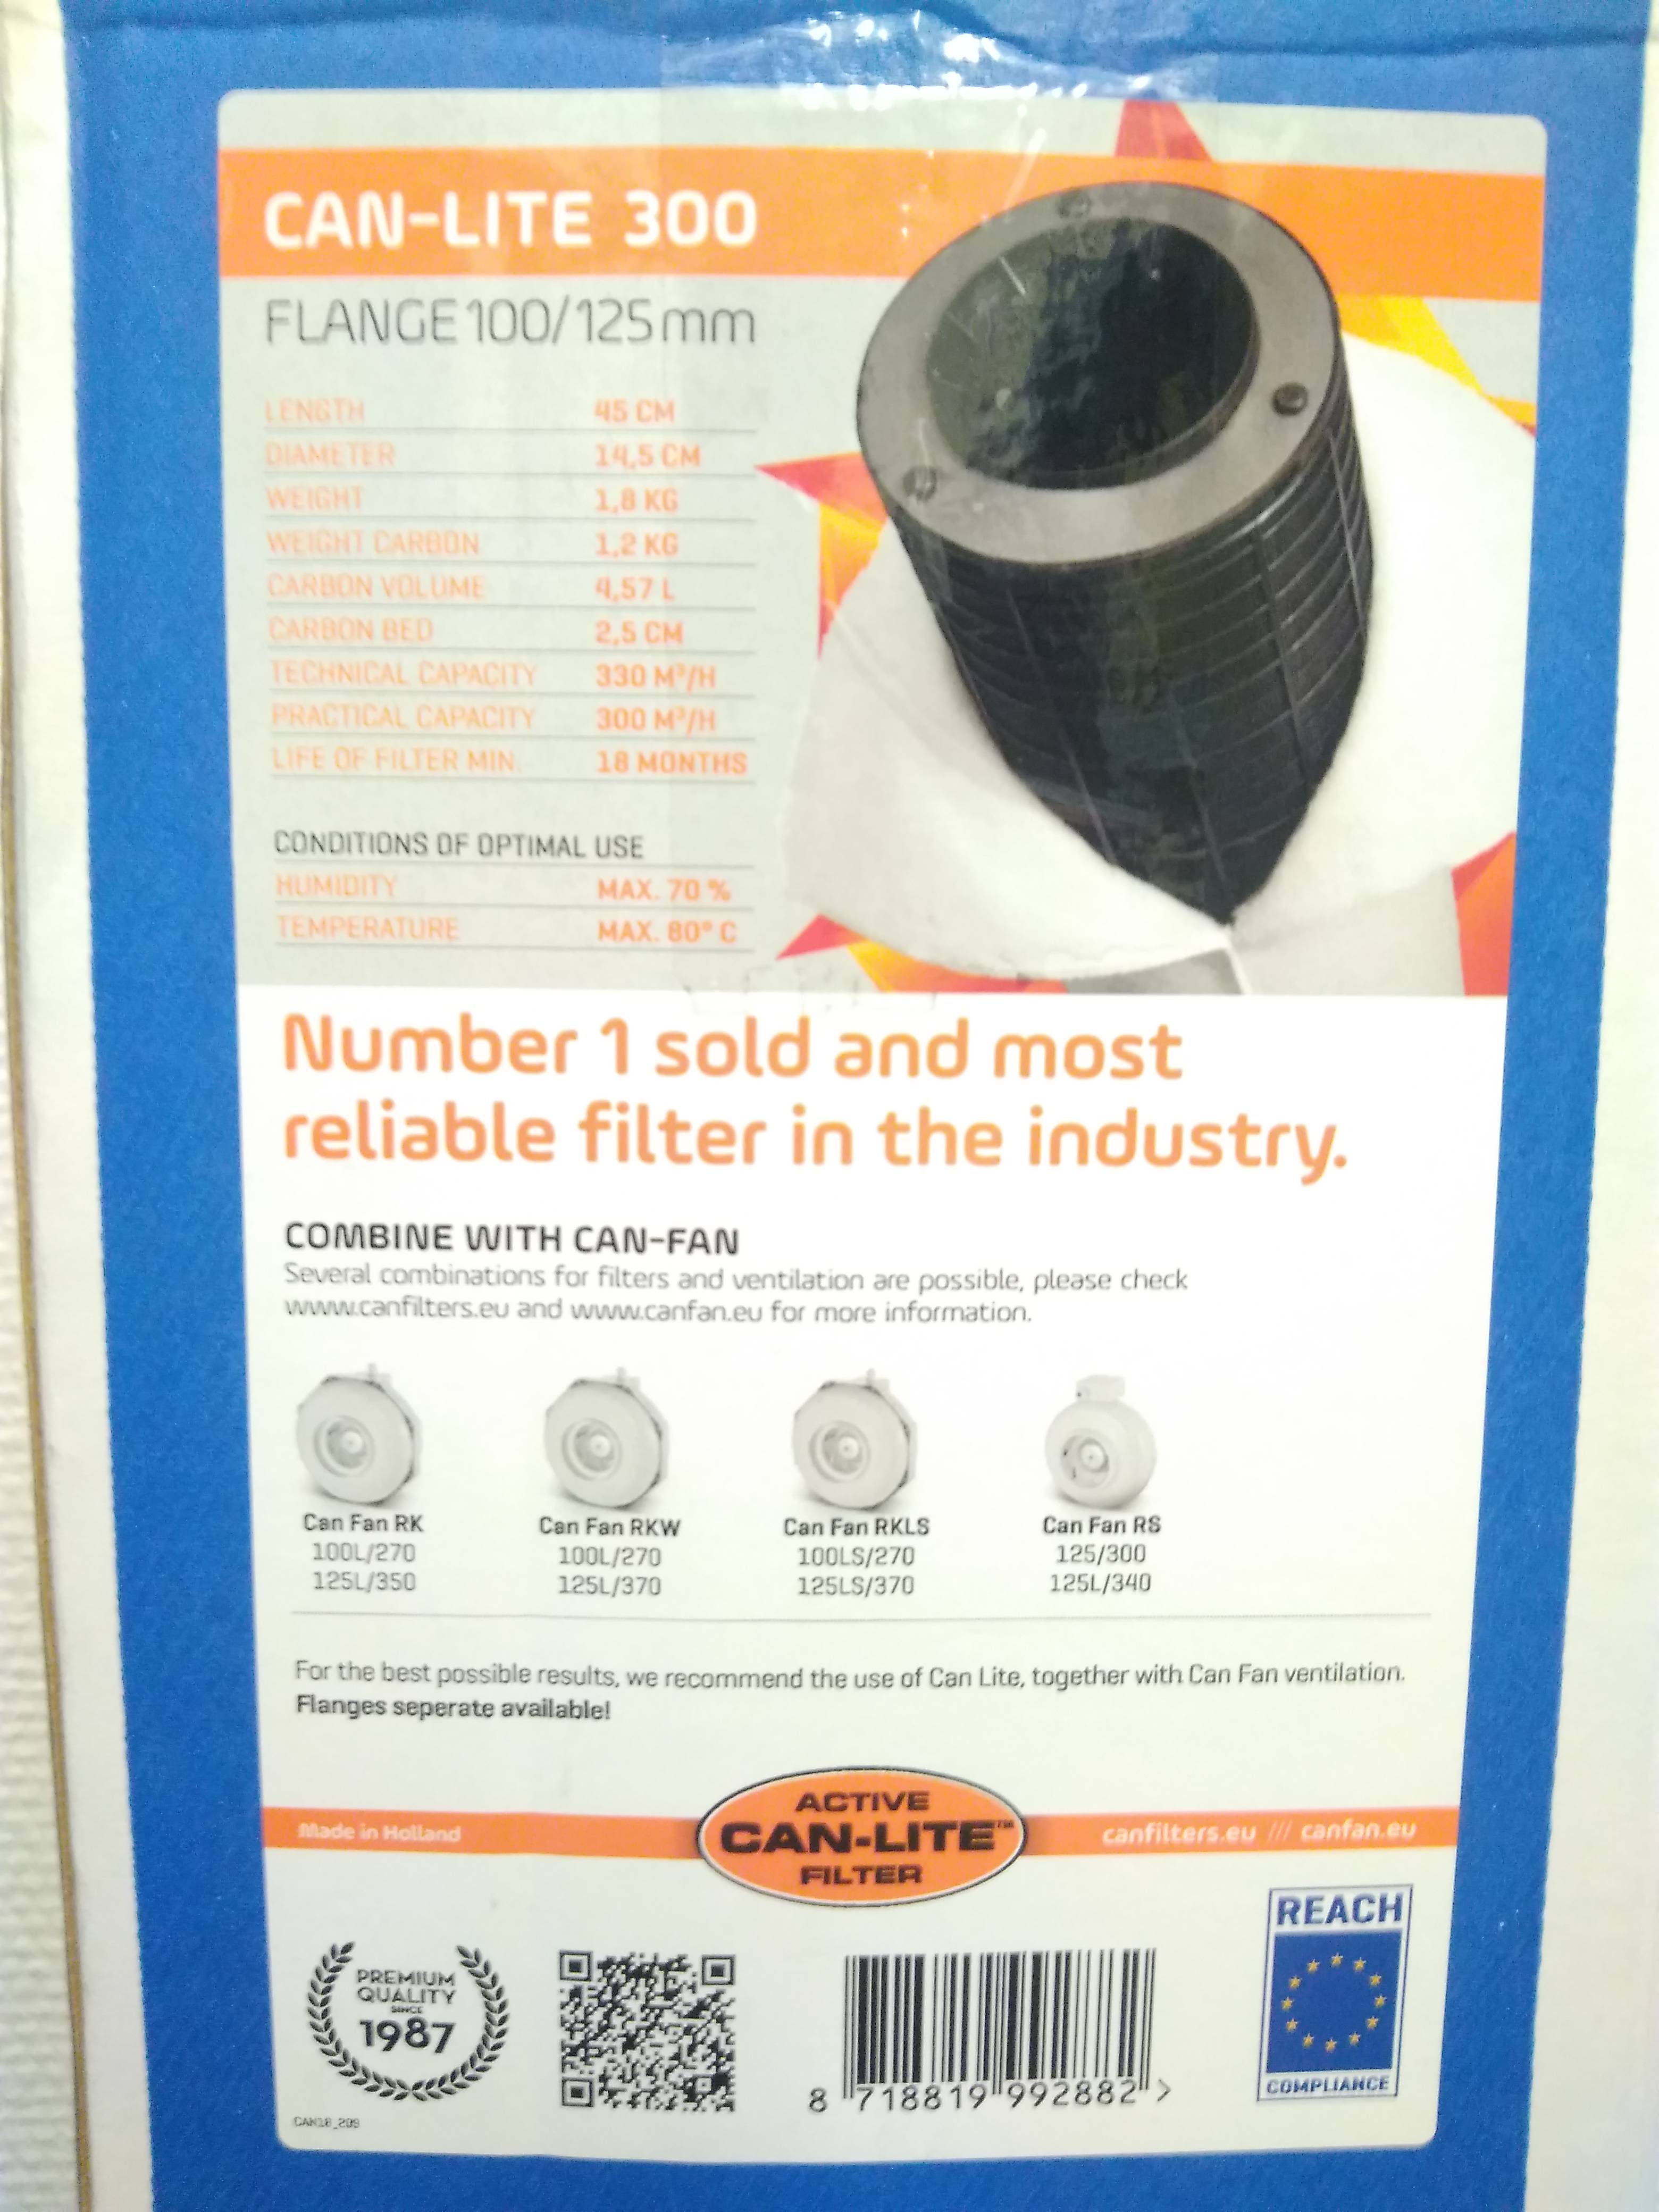 CAN-LITE 300
FLANGE 100/125 mm
LENGTH 45 CM
DIAMETER 14,5 CM
WEIGHT 1,8 KG
WEIGHT CARBON 1,2 KG
CARBON VOLUME 4,57 L
CARBON BED 2,5 CM
TECHNICAL CAPACITY 330 M³/H
PRACTICAL CAPACITY 300 M³/H
LIFE OF FILTER MIN. 18 MONTHS
CONDITIONS OF OPTIMAL USE
HUMIDITY MAX. 70 %
TEMPERATURE MAX. 80° C
Number 1 sold and most
reliable filter in the industry.
COMBINE WITH CAN-FAN
Several combinations for filters and ventilation are possible, please check
www.canfilters.eu and www.canfan.eu for more information.
Can Fan RK Can Fan RKW Can Fan RKLS Can Fan RS
100L/270 100L/270 100LS/270 125/300
125L/350 125L/370 125LS/370 125L/340
For the best possible results, we recommend the use of Can Lite, together with Can Fan ventilation.
Flanges seperate available!
ACTIVE
CAN-LITE™
FILTER
Made in Holland
canfilters.eu /// canfan.eu
PREMIUM
QUALITY
SINCE
1987
8 718819 992882 >
REACH
COMPLIANCE
CAN18_209